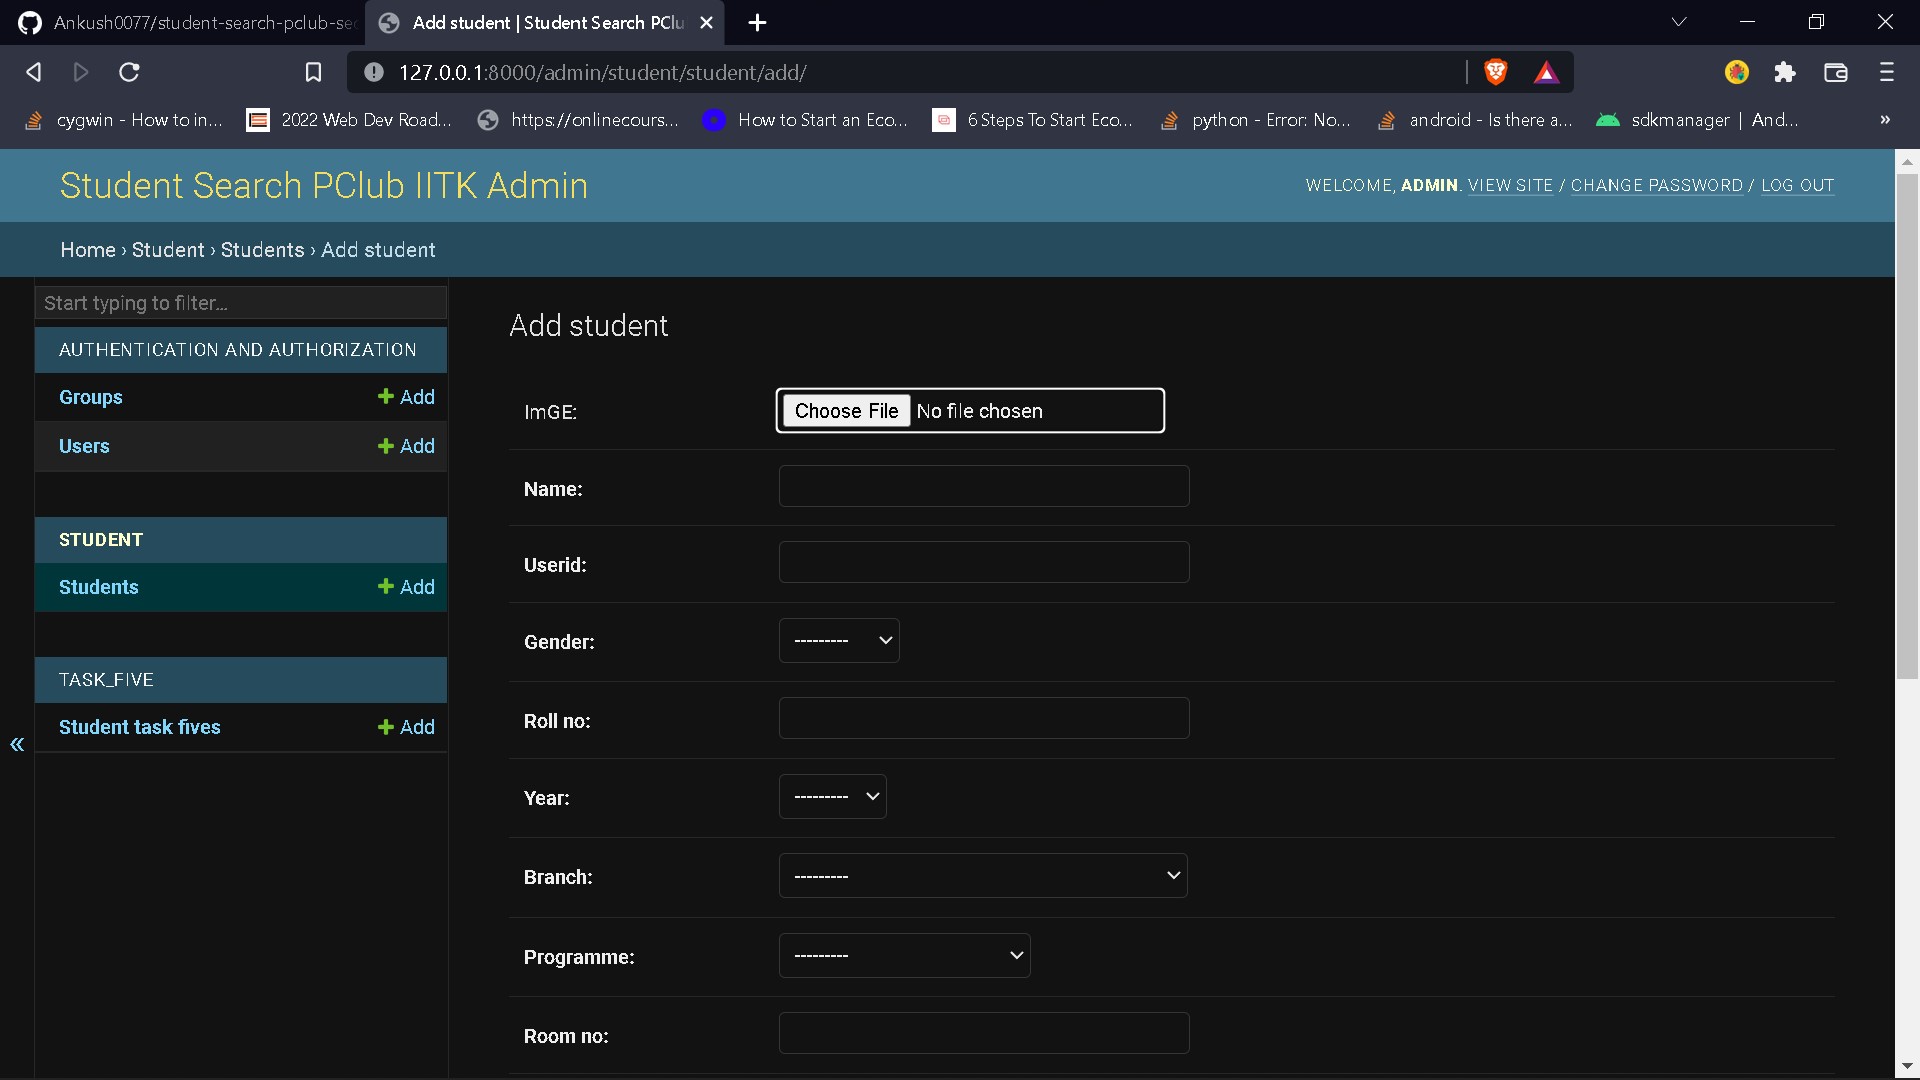 Ankush0077/student-search-pclub-sec
Add student | Student Search PClu
127.0.0.1:8000/admin/student/student/add/
cygwin - How to in...
2022 Web Dev Road...
https://onlinecours...
How to Start an Eco...
6 Steps To Start Eco...
python - Error: No...
android - Is there a...
sdkmanager | And...
»
Student Search PClub IITK Admin
WELCOME, ADMIN. VIEW SITE / CHANGE PASSWORD / LOG OUT
Home › Student › Students › Add student
Start typing to filter...
AUTHENTICATION AND AUTHORIZATION
Groups + Add
Users + Add
STUDENT
Students + Add
TASK_FIVE
Student task fives + Add
«
Add student
ImGE: Choose File No file chosen
Name:
Userid:
Gender: ---------
Roll no:
Year: ---------
Branch: ---------
Programme: ---------
Room no: